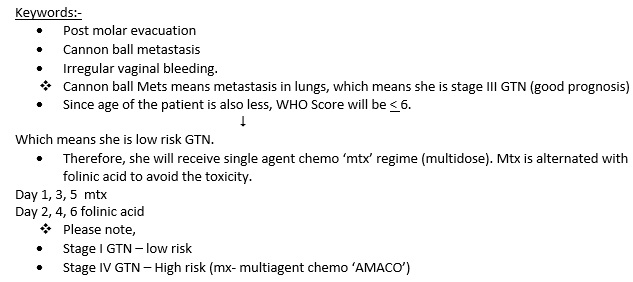 Keywords:-
• Post molar evacuation
• Cannon ball metastasis
• Irregular vaginal bleeding.
❖ Cannon ball Mets means metastasis in lungs, which means she is stage III GTN (good prognosis)
• Since age of the patient is also less, WHO Score will be < 6.
↓
Which means she is low risk GTN.
• Therefore, she will receive single agent chemo ‘mtx’ regime (multidose). Mtx is alternated with
folinic acid to avoid the toxicity.
Day 1, 3, 5  mtx
Day 2, 4, 6 folinic acid
❖ Please note,
• Stage I GTN – low risk
• Stage IV GTN – High risk (mx- multiagent chemo ‘AMACO’)